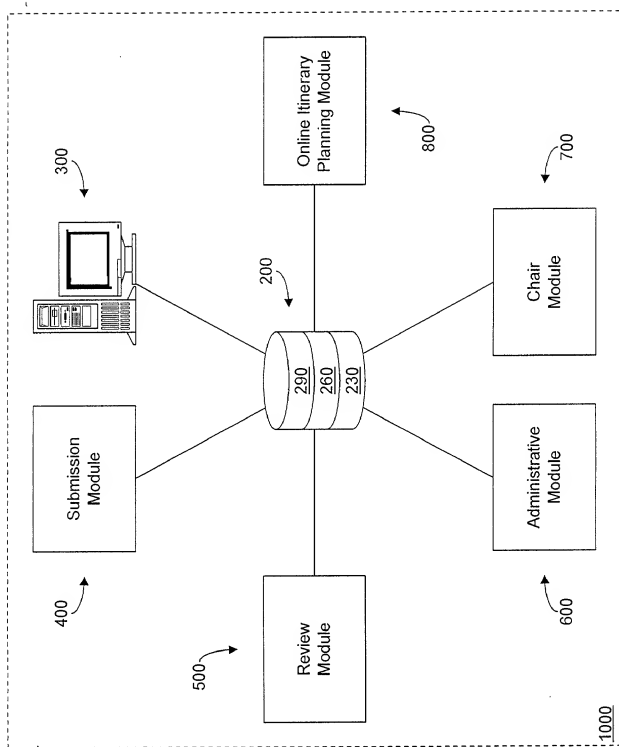 400
Submission
Module
300
500
Review
Module
200
290
260
230
Online Itinerary
Planning Module
800
600
Administrative
Module
Chair
Module
700
1000